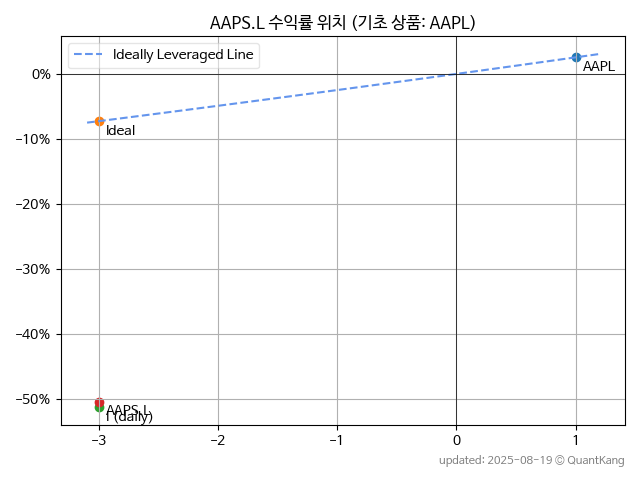 AAPS.L 수익률 위치 (기초 상품: AAPL)
Ideally Leveraged Line
0%
-10%
-20%
-30%
-40%
-50%
AAPL
Ideal
AAPS.L
(daily)
-3
-2
-1
0
1
updated: 2025-08-19 © QuantKang